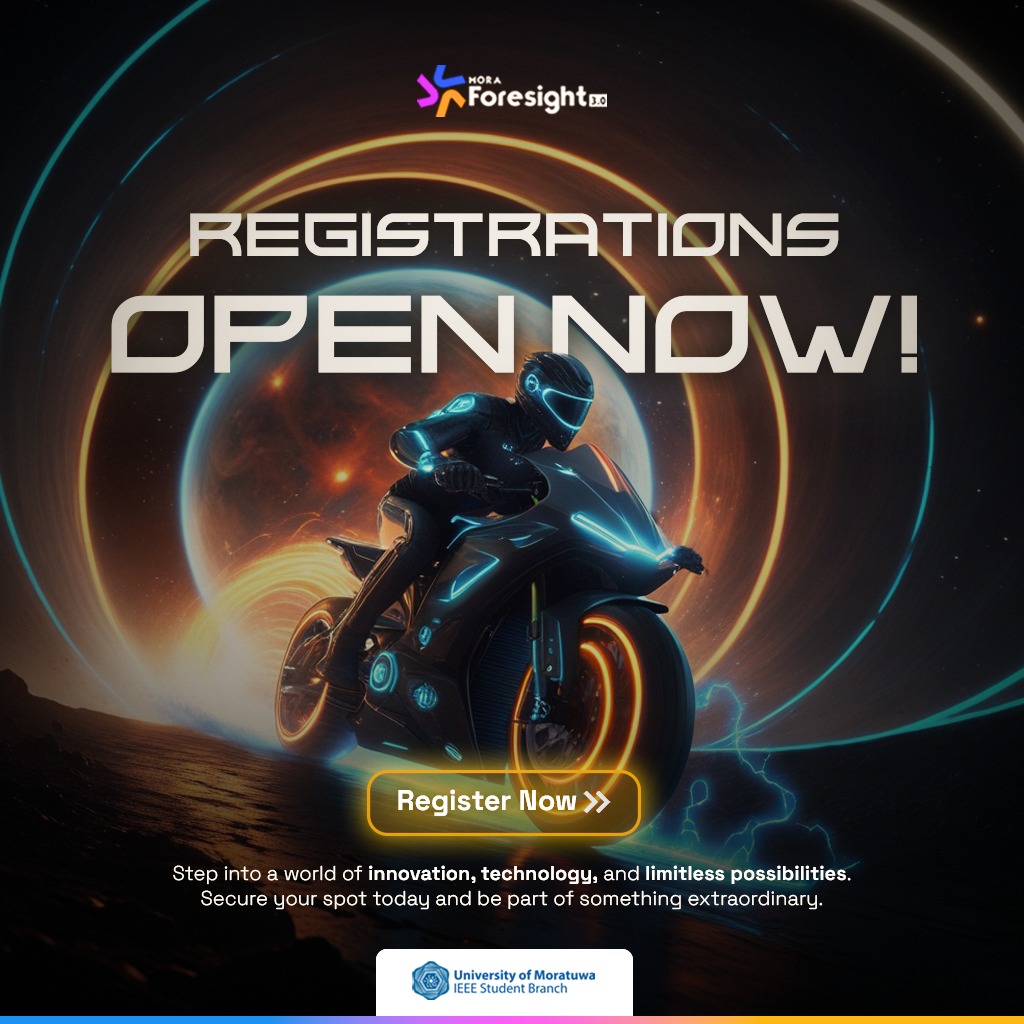 MORA
Foresight 3.0
REGISTRATIONS
OPEN NOW!
Register Now
Step into a world of innovation, technology, and limitless possibilities.
Secure your spot today and be part of something extraordinary.
University of Moratuwa
IEEE Student Branch